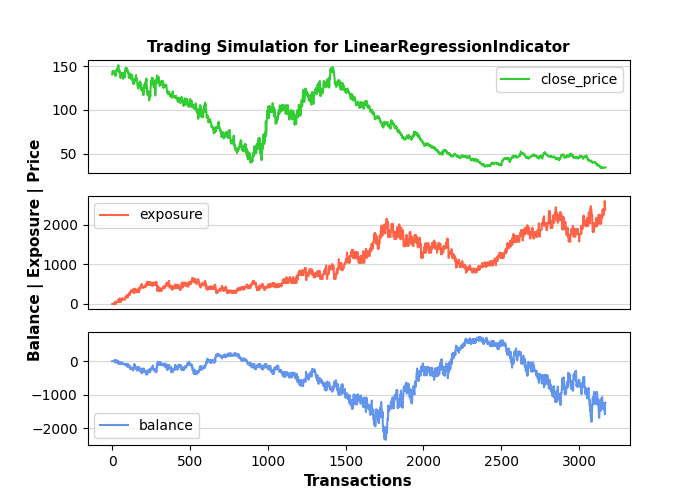 Trading Simulation for LinearRegressionIndicator
150
100
50
close_price
2000
1000
0
exposure
Balance | Exposure | Price
0
−1000
−2000
balance
0 500 1000 1500 2000 2500 3000
Transactions